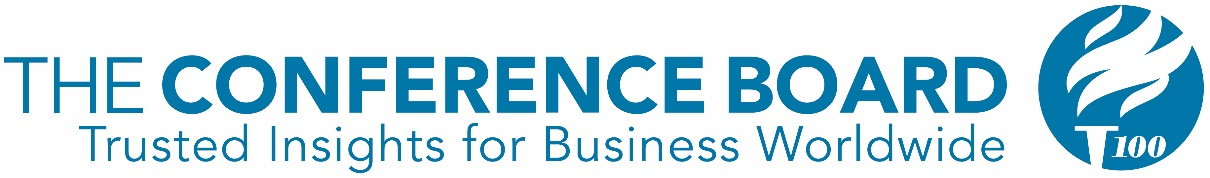 THE CONFERENCE BOARD
Trusted Insights for Business Worldwide
100